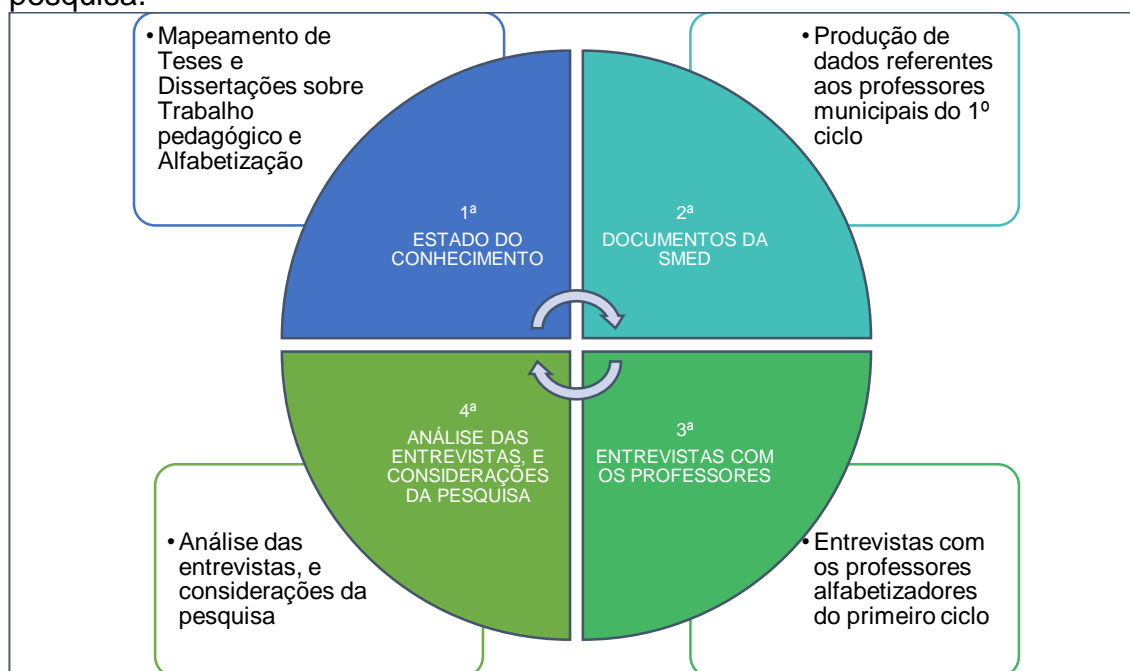 pesquisa.
• Mapeamento de
Teses e
Dissertações sobre
Trabalho
pedagógico e
Alfabetização
• Produção de
dados referentes
aos professores
municipais do 1º
ciclo
1ª
ESTADO DO
CONHECIMENTO
2ª
DOCUMENTOS DA
SMED
4ª
ANÁLISE DAS
ENTREVISTAS, E
CONSIDERAÇÕES
DA PESQUISA
3ª
ENTREVISTAS COM
OS PROFESSORES
• Análise das
entrevistas, e
considerações da
pesquisa
• Entrevistas com
os professores
alfabetizadores
do primeiro ciclo